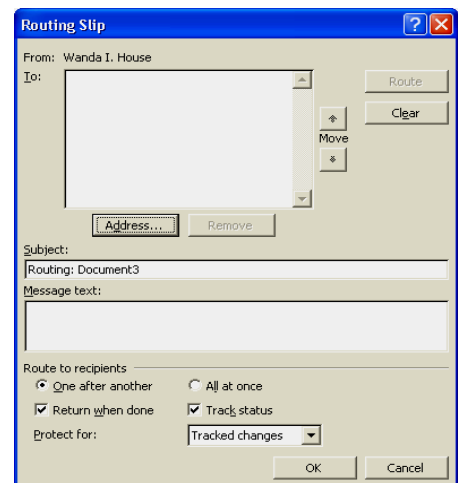 Routing Slip
From: Wanda I. House
To:
Route
Clear
Move
Address...
Remove
Subject:
Routing: Document3
Message text:
Route to recipients
One after another
All at once
Return when done
Track status
Protect for:
Tracked changes
OK
Cancel